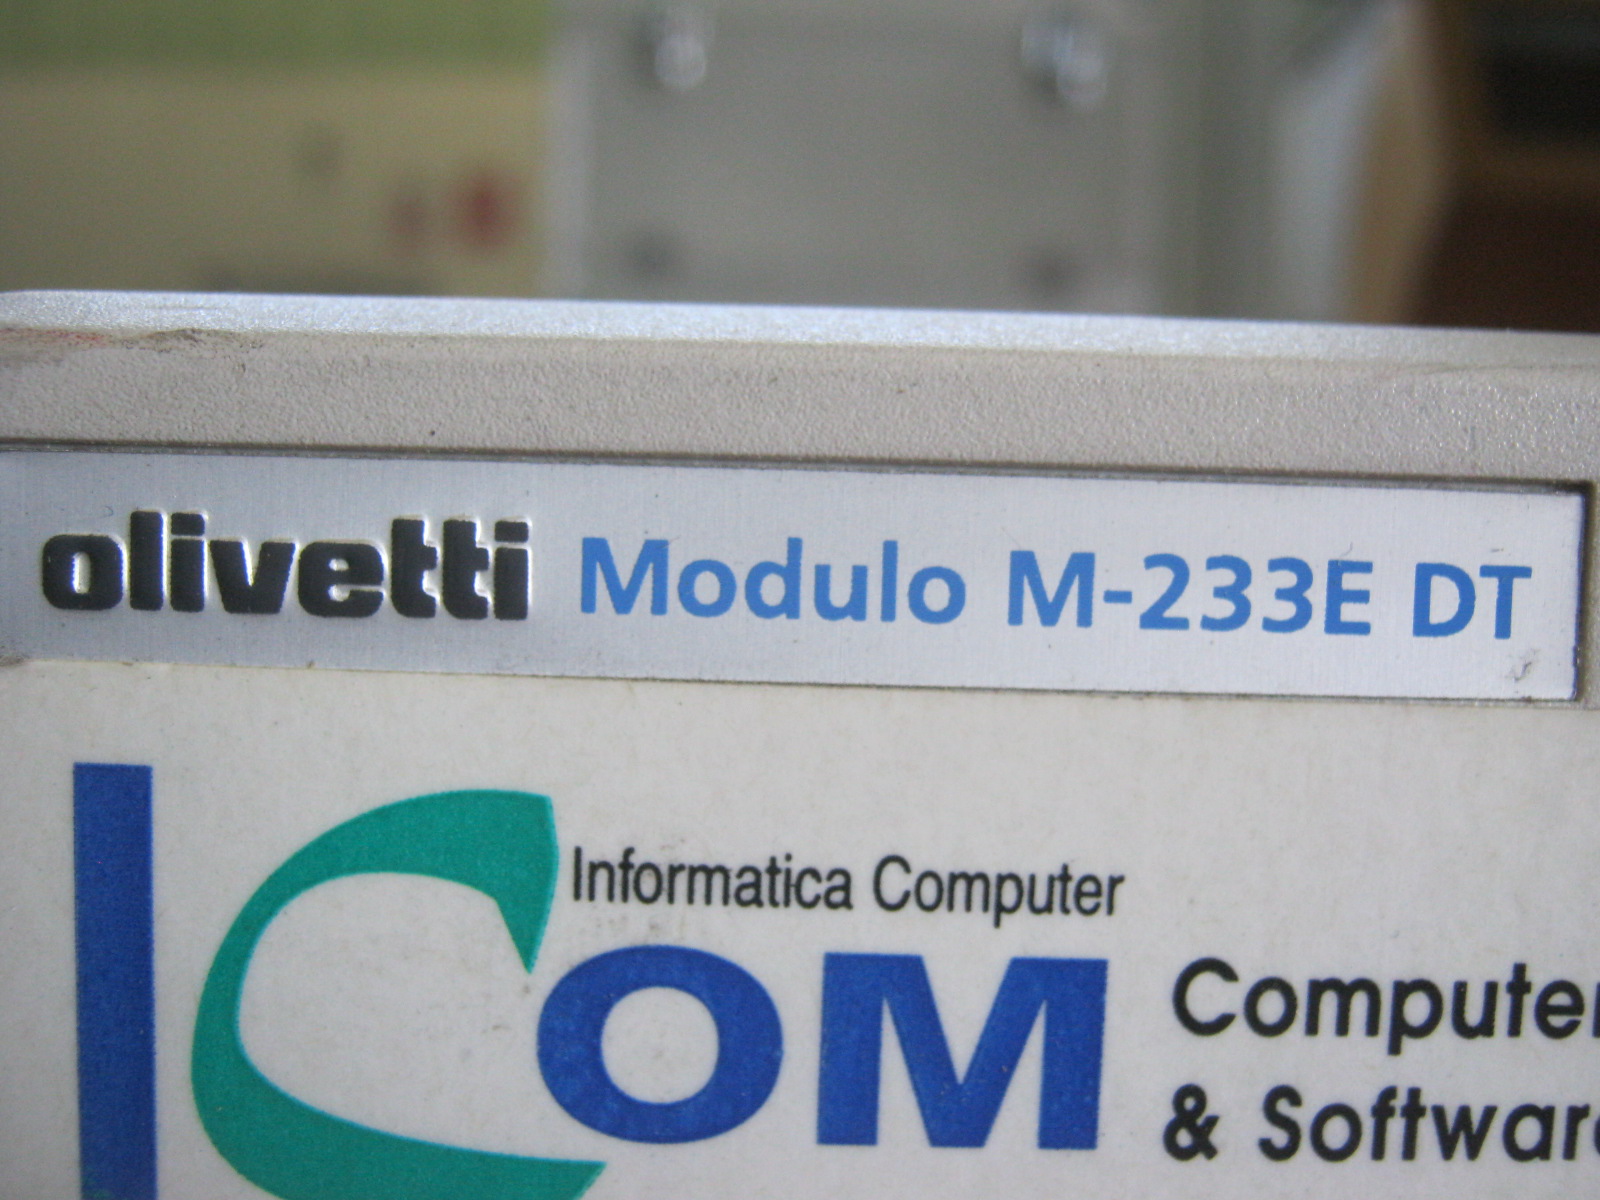 olivetti Modulo M-233E DT
Informatica Computer
ICOM
Computer
& Software